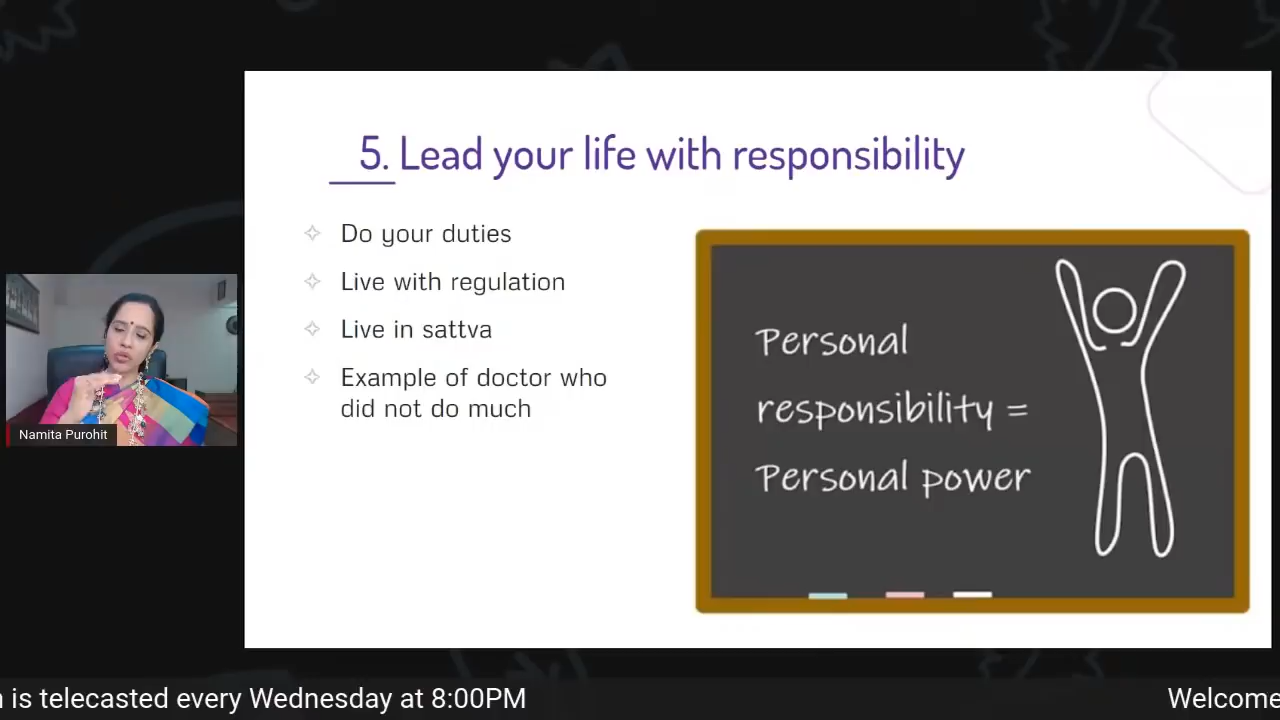 5. Lead your life with responsibility
Do your duties
Live with regulation
Live in sattva
Example of doctor who
did not do much
Personal
responsibility =
Personal power
Namita Purohit
is telecasted every Wednesday at 8:00PM
Welcome